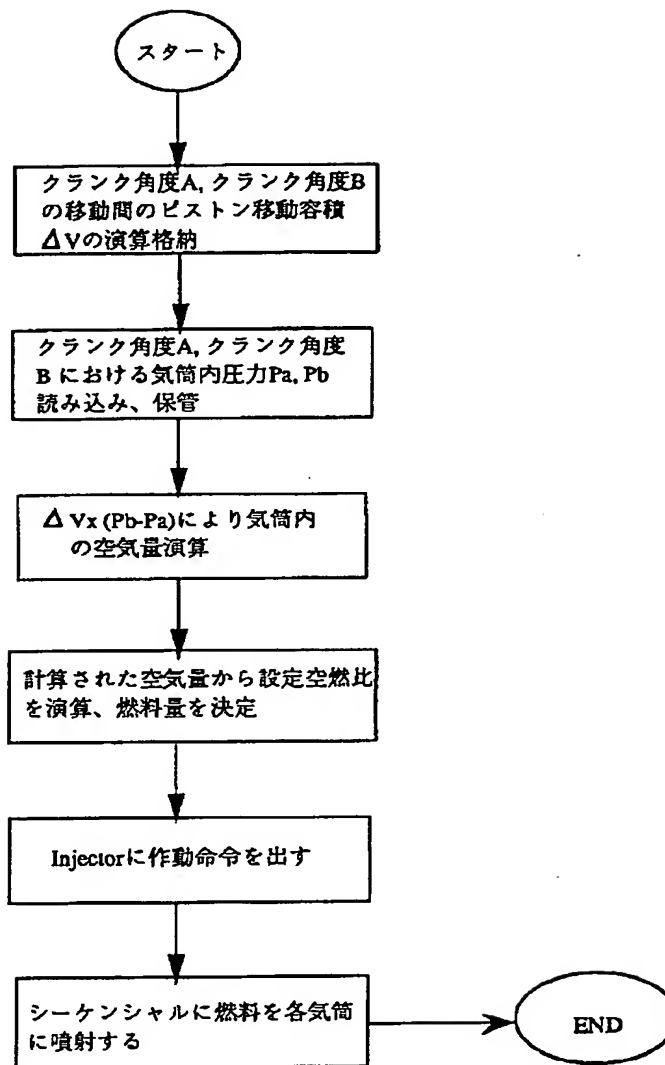 スタート
クランク角度A, クランク角度B
の移動間のピストン移動容積
ΔVの演算格納
クランク角度A, クランク角度
B における気筒内圧力Pa, Pb
読み込み、保管
Δ Vx (Pb-Pa)により気筒内
の空気量演算
計算された空気量から設定空燃比
を演算、燃料量を決定
Injectorに作動命令を出す
シーケンシャルに燃料を各気筒
に噴射する
END